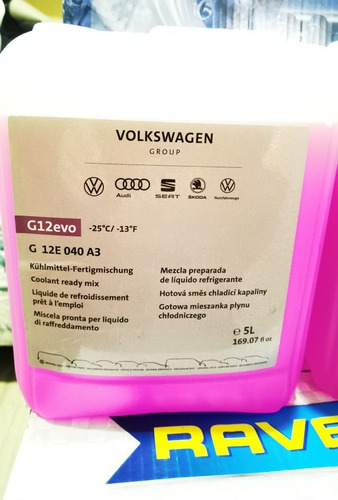 VOLKSWAGEN
GROUP
Audi
SEAT
ŠKODA
Nutzfahrzeuge
G12evo -25°C/ -13°F
G 12E 040 A3
Kühlmittel-Fertigmischung
Coolant ready mix
Liquide de refroidissement
prêt à l'emploi
Miscela pronta per liquido
di raffreddamento
Mezcla preparada
de líquido refrigerante
Hotová směs chladicí kapaliny
Gotowa mieszanka płynu
chłodniczego
℮ 5L
169.07 fl oz
RAVE